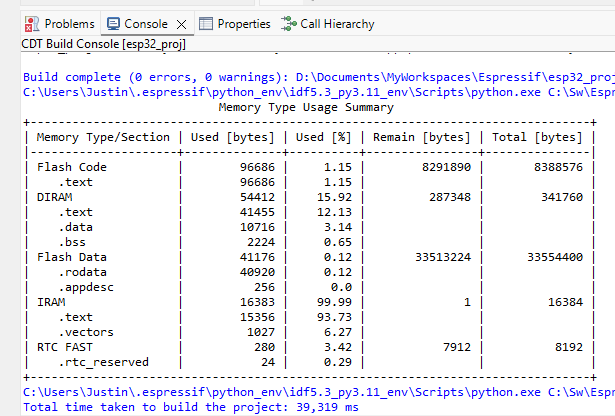 Problems Console Properties Call Hierarchy
CDT Build Console [esp32_proj]
Build complete (0 errors, 0 warnings): D:\Documents\MyWorkspaces\Espressif\esp32_proj
C:\Users\Justin\.espressif\python_env\idf5.3_py3.11_env\Scripts\python.exe C:\Sw\Esp
Memory Type Usage Summary
+-----------------------------------------------------------------------------------+
| Memory Type/Section | Used [bytes] | Used [%] | Remain [bytes] | Total [bytes] |
|---------------------+--------------+----------+----------------+---------------|
| Flash Code | 96686 | 1.15 | 8291890 | 8388576 |
| .text | 96686 | 1.15 | | |
| DIRAM | 54412 | 15.92 | 287348 | 341760 |
| .text | 41455 | 12.13 | | |
| .data | 10716 | 3.14 | | |
| .bss | 2224 | 0.65 | | |
| Flash Data | 41176 | 0.12 | 33513224 | 33554400 |
| .rodata | 40920 | 0.12 | | |
| .appdesc | 256 | 0.0 | | |
| IRAM | 16383 | 99.99 | 1 | 16384 |
| .text | 15356 | 93.73 | | |
| .vectors | 1027 | 6.27 | | |
| RTC FAST | 280 | 3.42 | 7912 | 8192 |
| .rtc_reserved | 24 | 0.29 | | |
+-----------------------------------------------------------------------------------+
C:\Users\Justin\.espressif\python_env\idf5.3_py3.11_env\Scripts\python.exe C:\Sw\Es
Total time taken to build the project: 39,319 ms